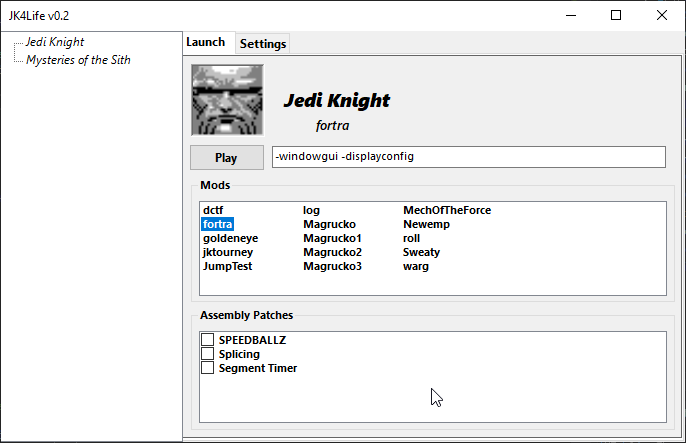 JK4Life v0.2
Jedi Knight
Mysteries of the Sith
Launch Settings
Jedi Knight
fortra
Play -windowgui -displayconfig
Mods
dctf log MechOfTheForce
fortra Magrucko Newemp
goldeneye Magrucko1 roll
jktourney Magrucko2 Sweaty
JumpTest Magrucko3 warg
Assembly Patches
SPEEDBALLZ
Splicing
Segment Timer